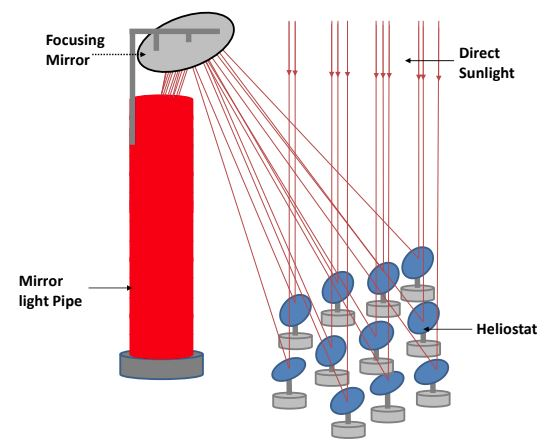 Focusing
Mirror
Direct
Sunlight
Mirror
light Pipe
Heliostat